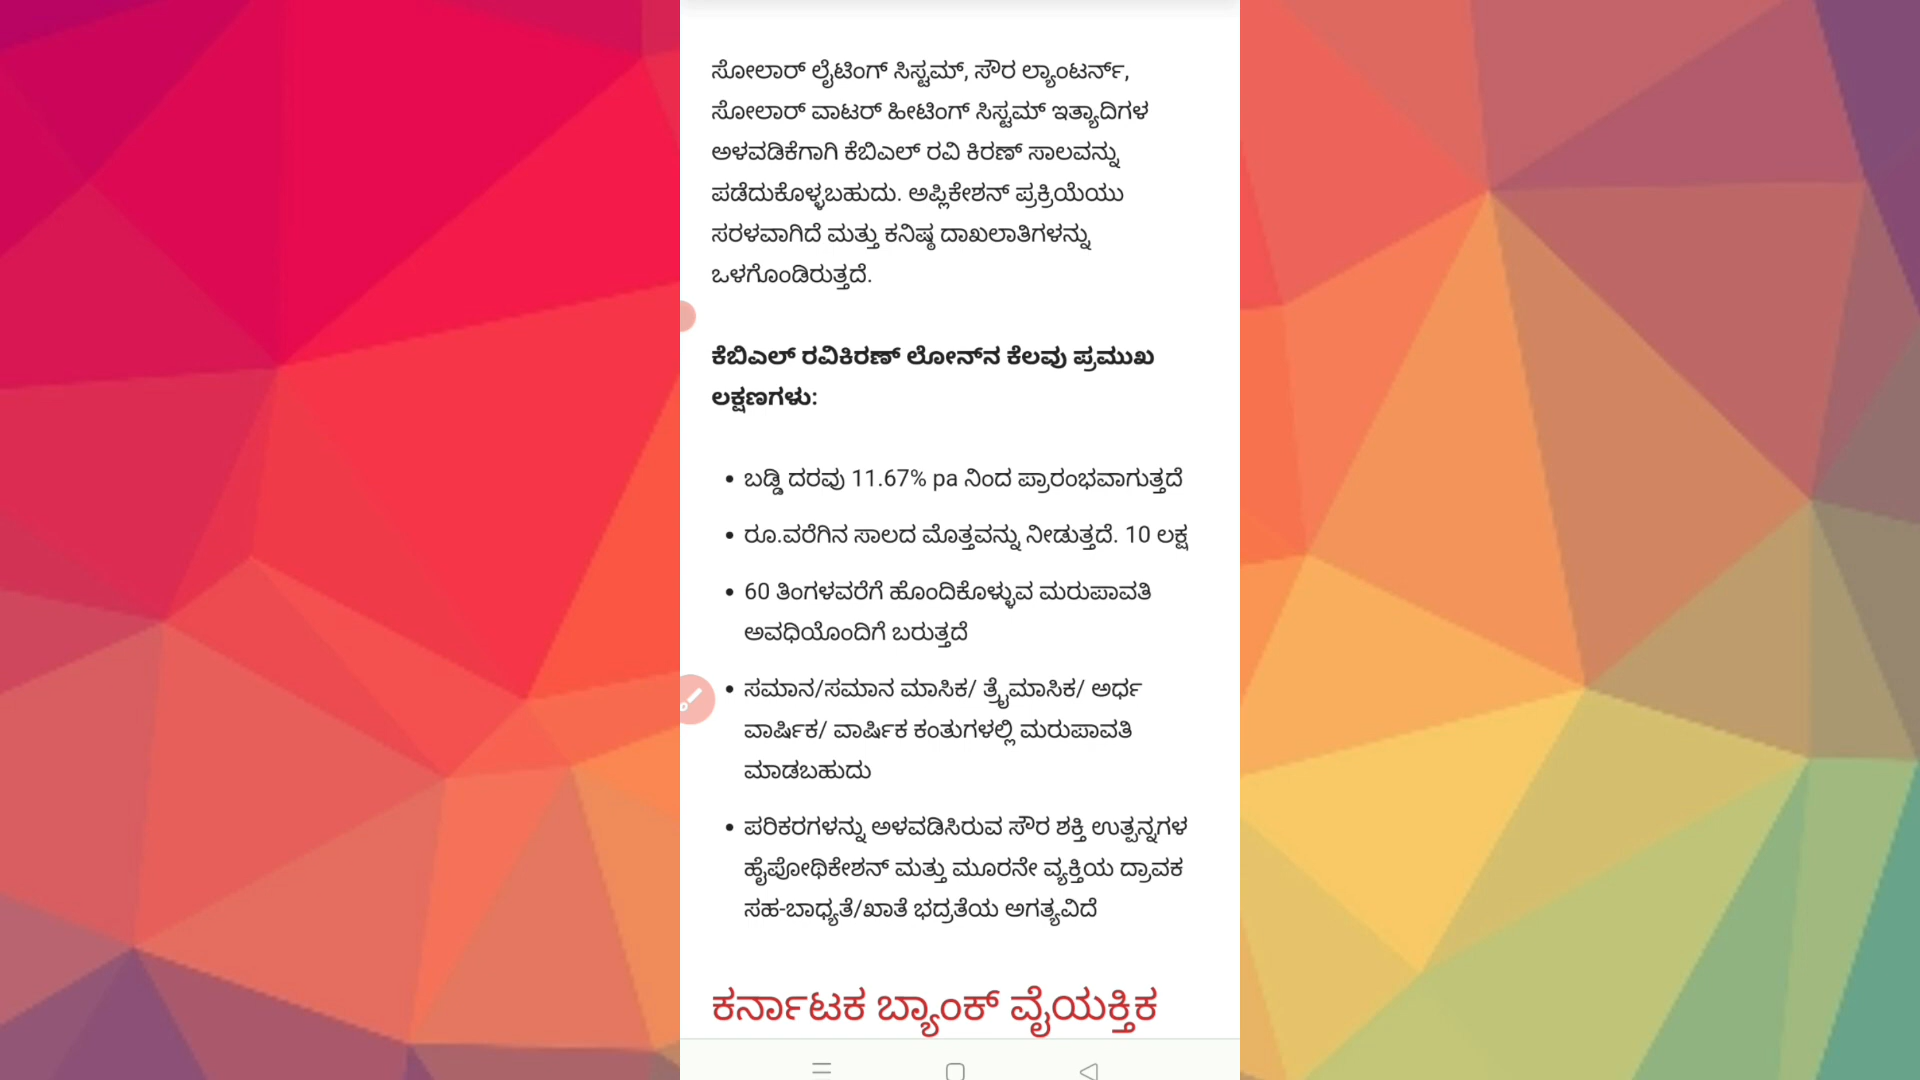 ಸೋಲಾರ್ ಲೈಟಿಂಗ್ ಸಿಸ್ಟಮ್, ಸೌರ ಲ್ಯಾಂಟರ್ನ್,
ಸೋಲಾರ್ ವಾಟರ್ ಹೀಟಿಂಗ್ ಸಿಸ್ಟಮ್ ಇತ್ಯಾದಿಗಳ
ಅಳವಡಿಕೆಗಾಗಿ ಕೆಬಿಎಲ್ ರವಿ ಕಿರಣ್ ಸಾಲವನ್ನು
ಪಡೆದುಕೊಳ್ಳಬಹುದು. ಅಪ್ಲಿಕೇಶನ್ ಪ್ರಕ್ರಿಯೆಯು
ಸರಳವಾಗಿದೆ ಮತ್ತು ಕನಿಷ್ಠ ದಾಖಲಾತಿಗಳನ್ನು
ಒಳಗೊಂಡಿರುತ್ತದೆ.
ಕೆಬಿಎಲ್ ರವಿಕಿರಣ್ ಲೋನ್‌ನ ಕೆಲವು ಪ್ರಮುಖ
ಲಕ್ಷಣಗಳು:
• ಬಡ್ಡಿ ದರವು 11.67% pa ನಿಂದ ಪ್ರಾರಂಭವಾಗುತ್ತದೆ
• ರೂ.ವರೆಗಿನ ಸಾಲದ ಮೊತ್ತವನ್ನು ನೀಡುತ್ತದೆ. 10 ಲಕ್ಷ
• 60 ತಿಂಗಳವರೆಗೆ ಹೊಂದಿಕೊಳ್ಳುವ ಮರುಪಾವತಿ
ಅವಧಿಯೊಂದಿಗೆ ಬರುತ್ತದೆ
• ಸಮಾನ/ಸಮಾನ ಮಾಸಿಕ/ ತ್ರೈಮಾಸಿಕ/ ಅರ್ಧ
ವಾರ್ಷಿಕ/ ವಾರ್ಷಿಕ ಕಂತುಗಳಲ್ಲಿ ಮರುಪಾವತಿ
ಮಾಡಬಹುದು
• ಪರಿಕರಗಳನ್ನು ಅಳವಡಿಸಿರುವ ಸೌರ ಶಕ್ತಿ ಉತ್ಪನ್ನಗಳ
ಹೈಪೋಥಿಕೇಶನ್ ಮತ್ತು ಮೂರನೇ ವ್ಯಕ್ತಿಯ ದ್ರಾವಕ
ಸಹ-ಬಾಧ್ಯತೆ/ಖಾತೆ ಭದ್ರತೆಯ ಅಗತ್ಯವಿದೆ
ಕರ್ನಾಟಕ ಬ್ಯಾಂಕ್ ವೈಯಕ್ತಿಕ